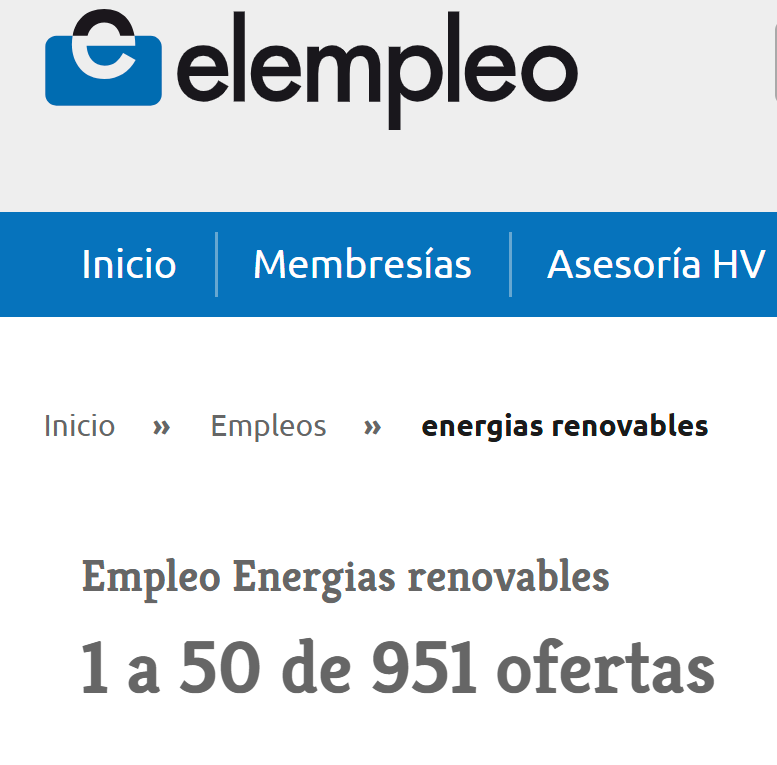 elempleo
Inicio Membresías Asesoría HV
Inicio » Empleos » energias renovables
Empleo Energias renovables
1 a 50 de 951 ofertas